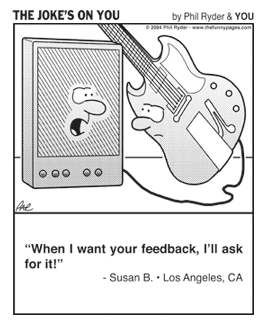 THE JOKE'S ON YOU by Phil Ryder & YOU
© 2004 Phil Ryder - www.thefunnypages.com
Phil
"When I want your feedback, I'll ask
for it!"
- Susan B. • Los Angeles, CA